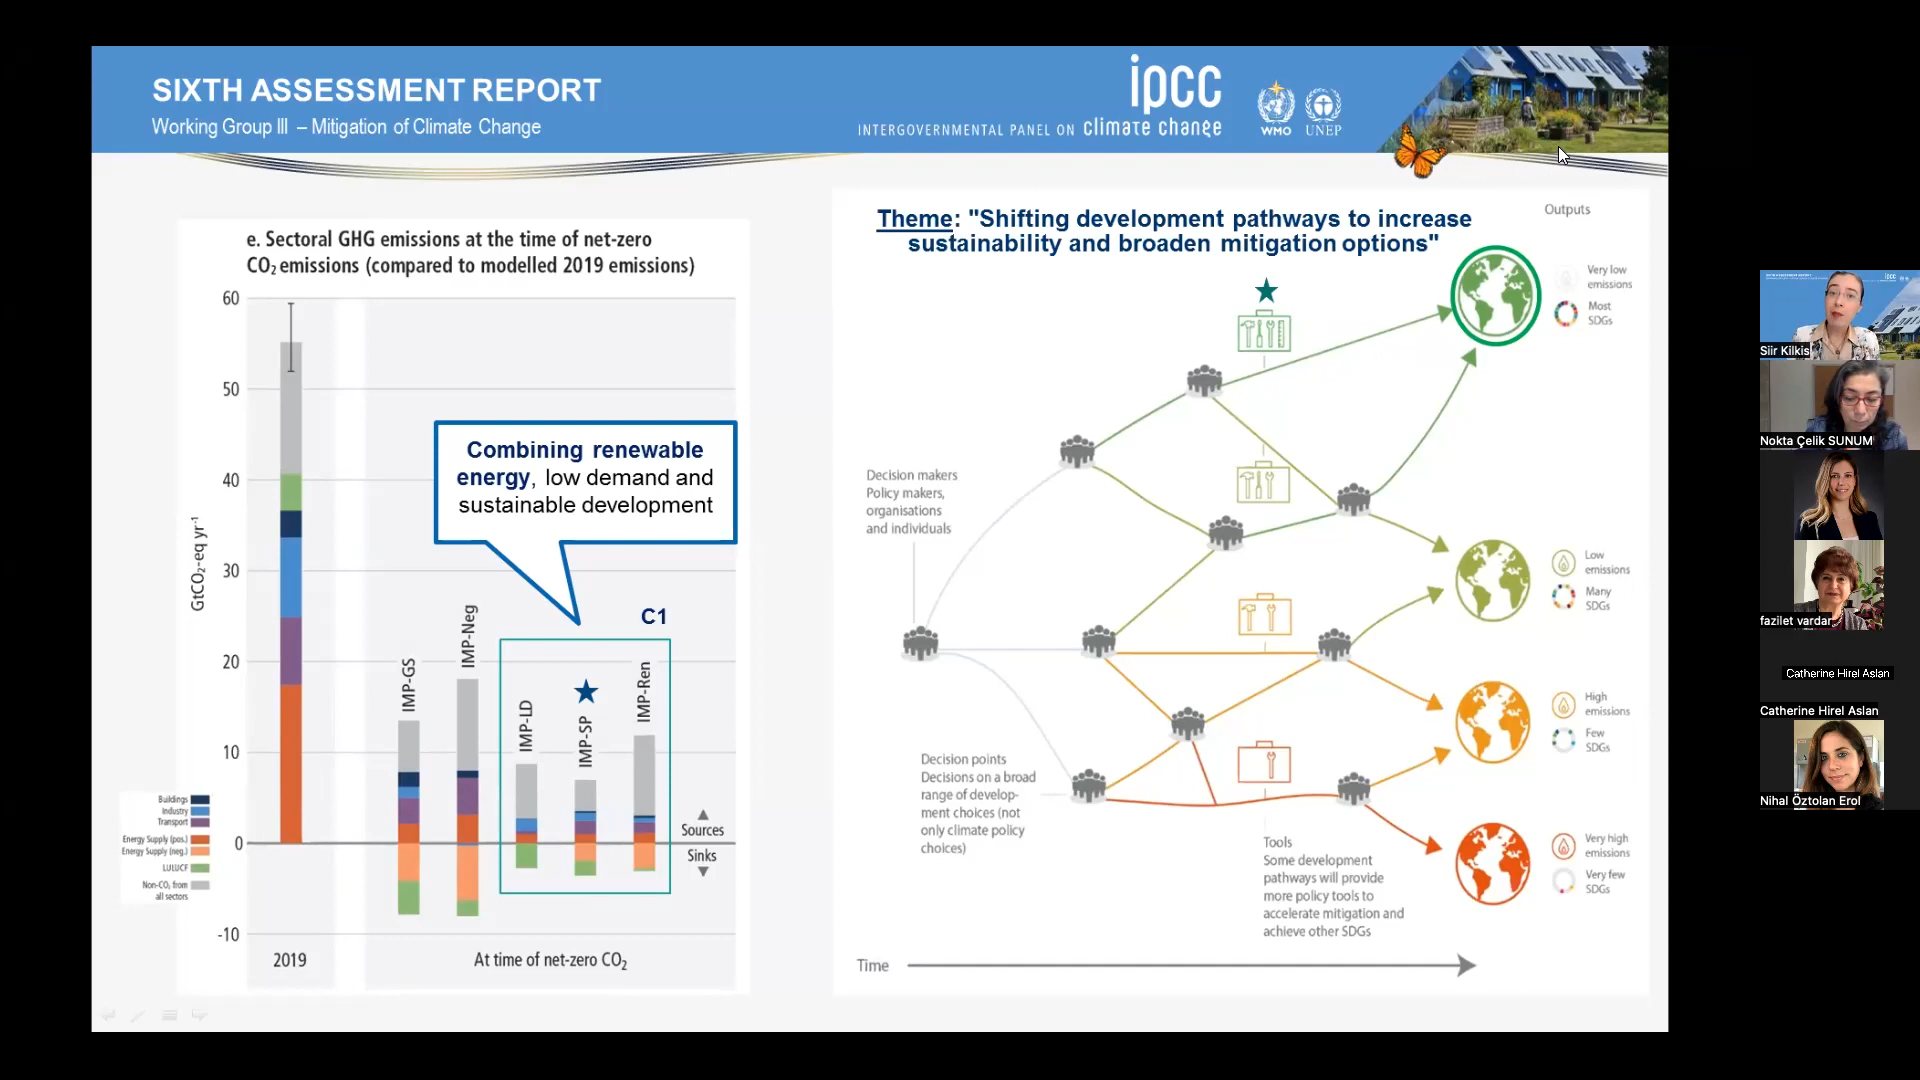 SIXTH ASSESSMENT REPORT
Working Group III – Mitigation of Climate Change
ipcc
INTERGOVERNMENTAL PANEL ON climate change
WMO
UNEP
e. Sectoral GHG emissions at the time of net-zero
CO₂ emissions (compared to modelled 2019 emissions)
60
50
40
30
20
10
0
-10
GtCO₂-eq yr⁻¹
Combining renewable
energy, low demand and
sustainable development
C1
IMP-GS
IMP-Neg
IMP-LD
IMP-SP
IMP-Ren
Sources
Sinks
Buildings
Industry
Transport
Energy Supply (pos.)
Energy Supply (neg.)
LULUCF
Non-CO₂ from
all sectors
2019
At time of net-zero CO₂
Theme: "Shifting development pathways to increase
sustainability and broaden mitigation options"
Outputs
Very low
emissions
Most
SDGs
Decision makers
Policy makers,
organisations
and individuals
Low
emissions
Many
SDGs
High
emissions
Few
SDGs
Decision points
Decisions on a broad
range of develop-
ment choices (not
only climate policy
choices)
Tools
Some development
pathways will provide
more policy tools to
accelerate mitigation and
achieve other SDGs
Very high
emissions
Very few
SDGs
Time
Siir Kilkis
Nokta Çelik SUNUM
fazilet vardar
Catherine Hirel Aslan
Catherine Hirel Aslan
Nihal Öztolan Erol